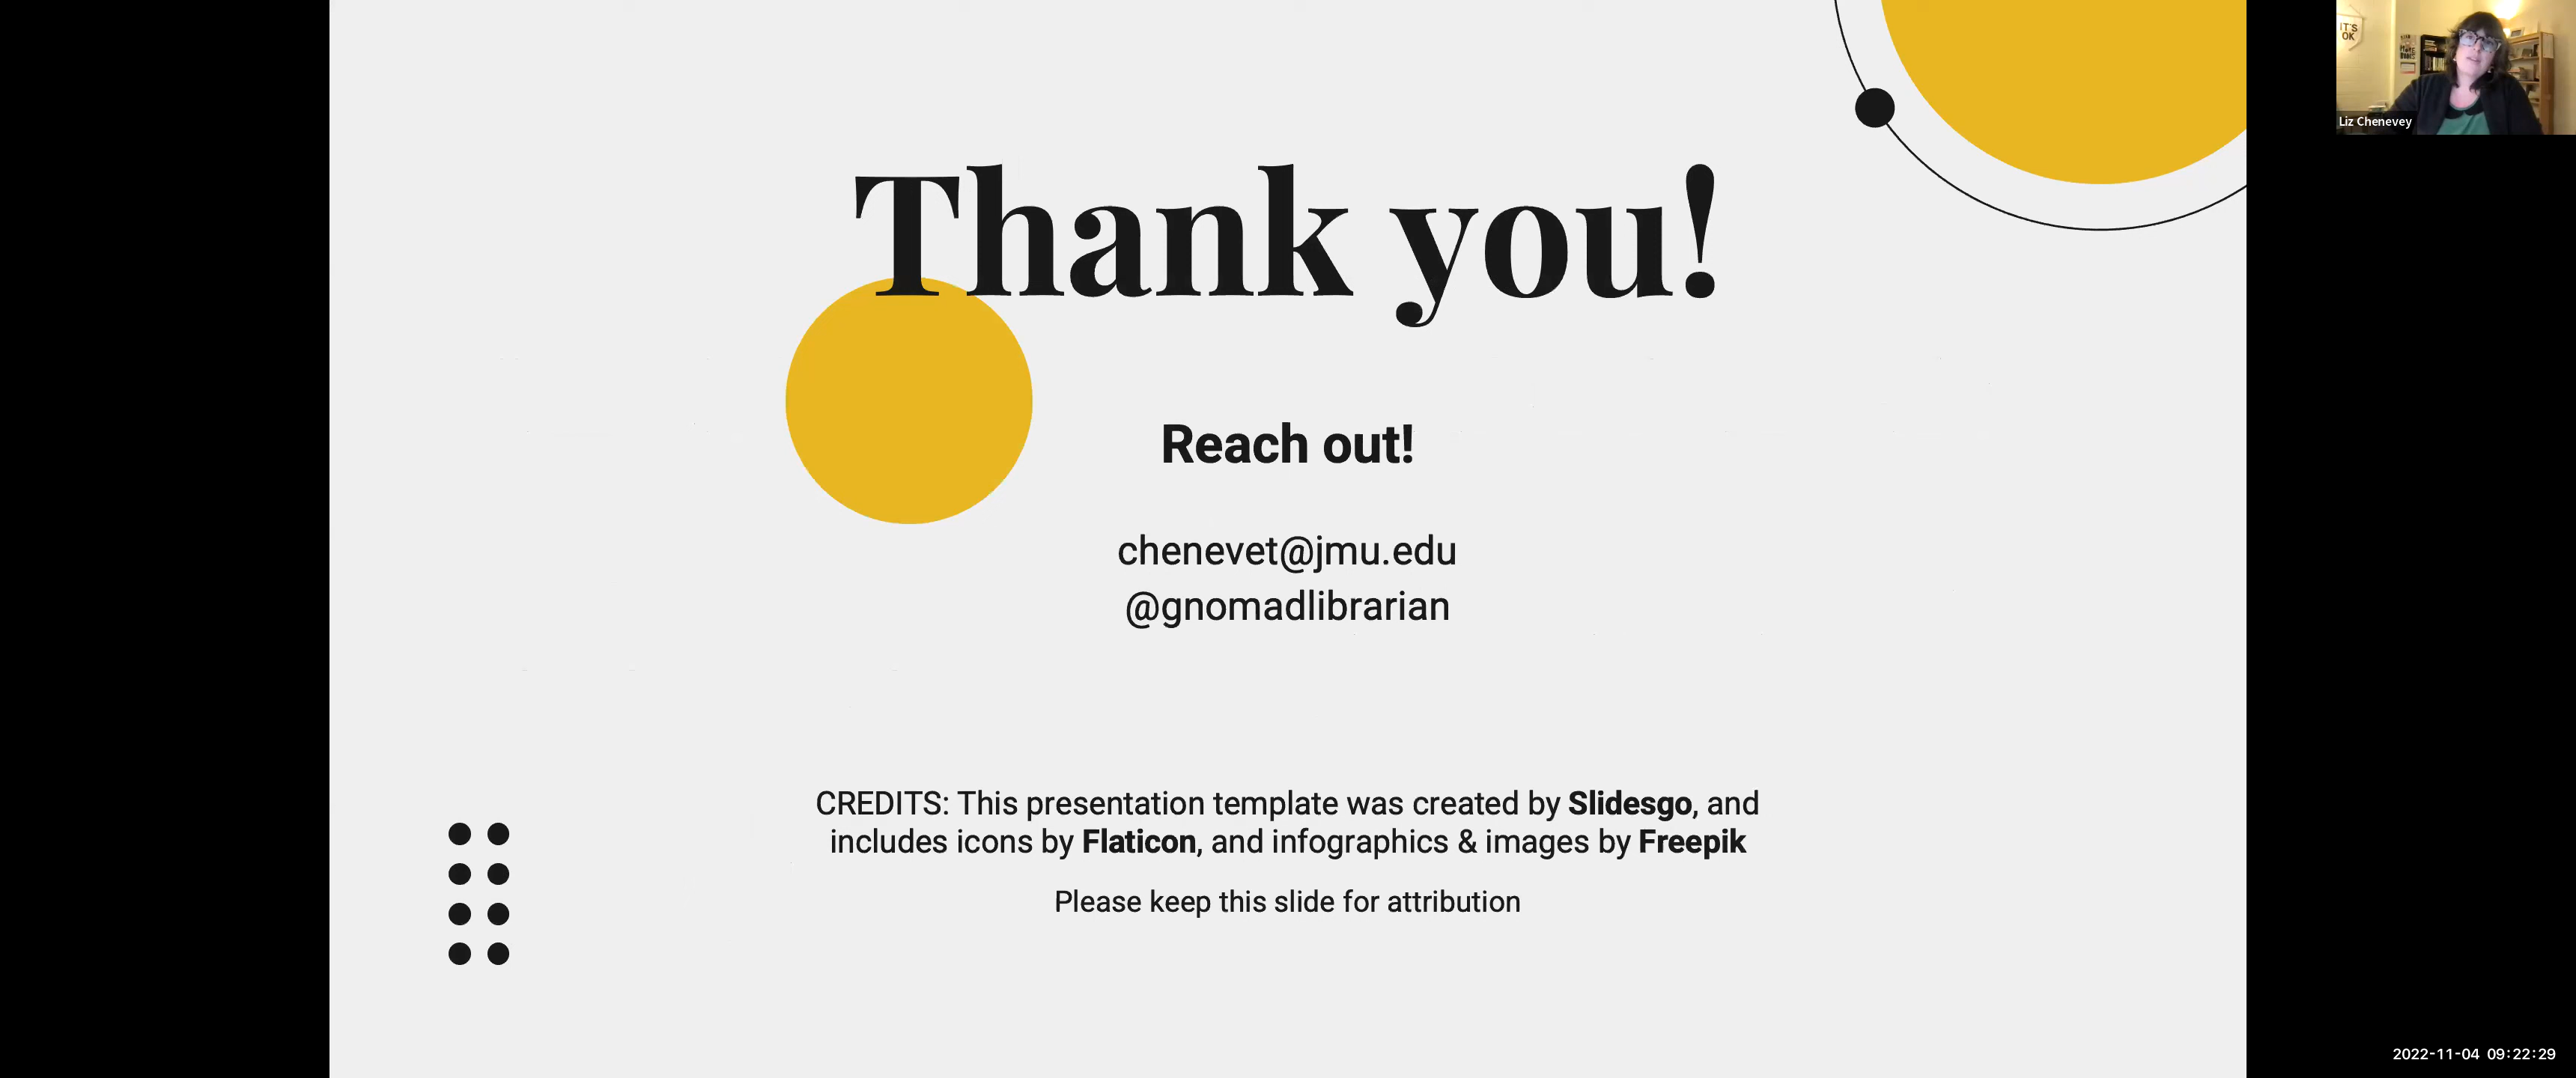 IT'S
OK
Liz Chenevey
Thank you!
Reach out!
chenevet@jmu.edu
@gnomadlibrarian
CREDITS: This presentation template was created by Slidesgo, and
includes icons by Flaticon, and infographics & images by Freepik
Please keep this slide for attribution
2022-11-04 09:22:29